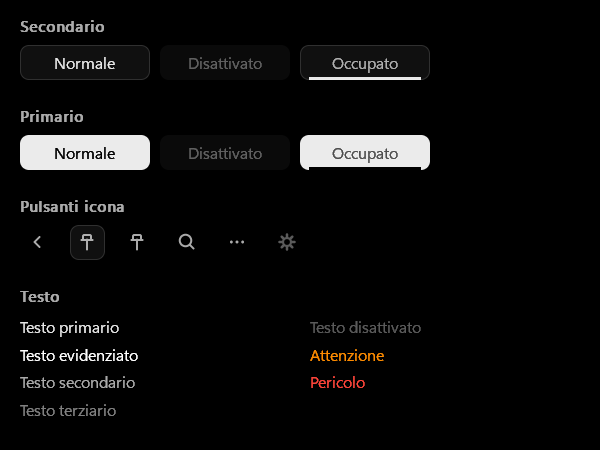 Secondario
Normale Disattivato Occupato
Primario
Normale Disattivato Occupato
Pulsanti icona
Testo
Testo primario Testo disattivato
Testo evidenziato Attenzione
Testo secondario Pericolo
Testo terziario